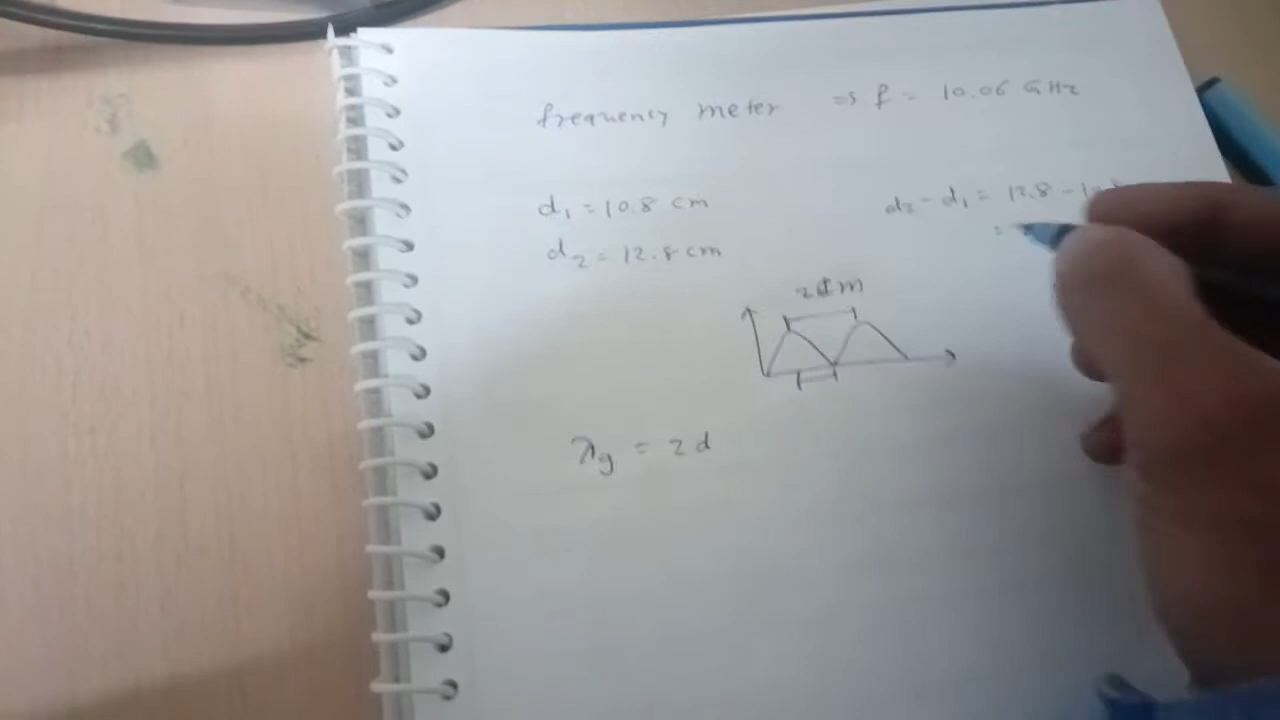 frequency meter => f = 10.06 GHz
d₁ = 10.8 cm
d₂ - d₁ = 12.8 -
=
d₂ = 12.8 cm
λg = 2d